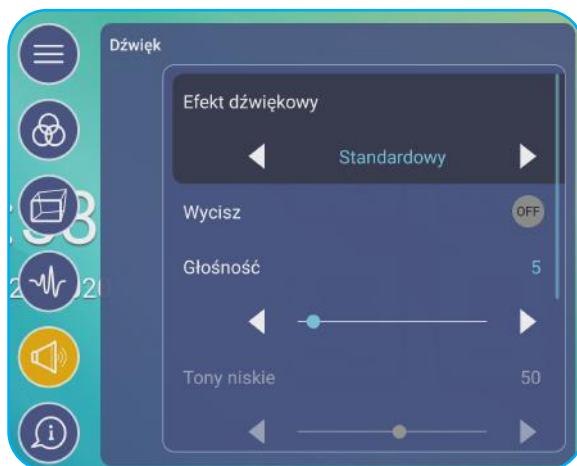 Dźwięk
Efekt dźwiękowy
Standardowy
Wycisz
OFF
Głośność
5
Tony niskie
50